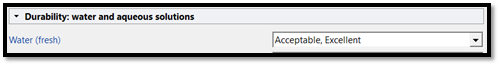 Durability: water and aqueous solutions
Water (fresh) Acceptable, Excellent